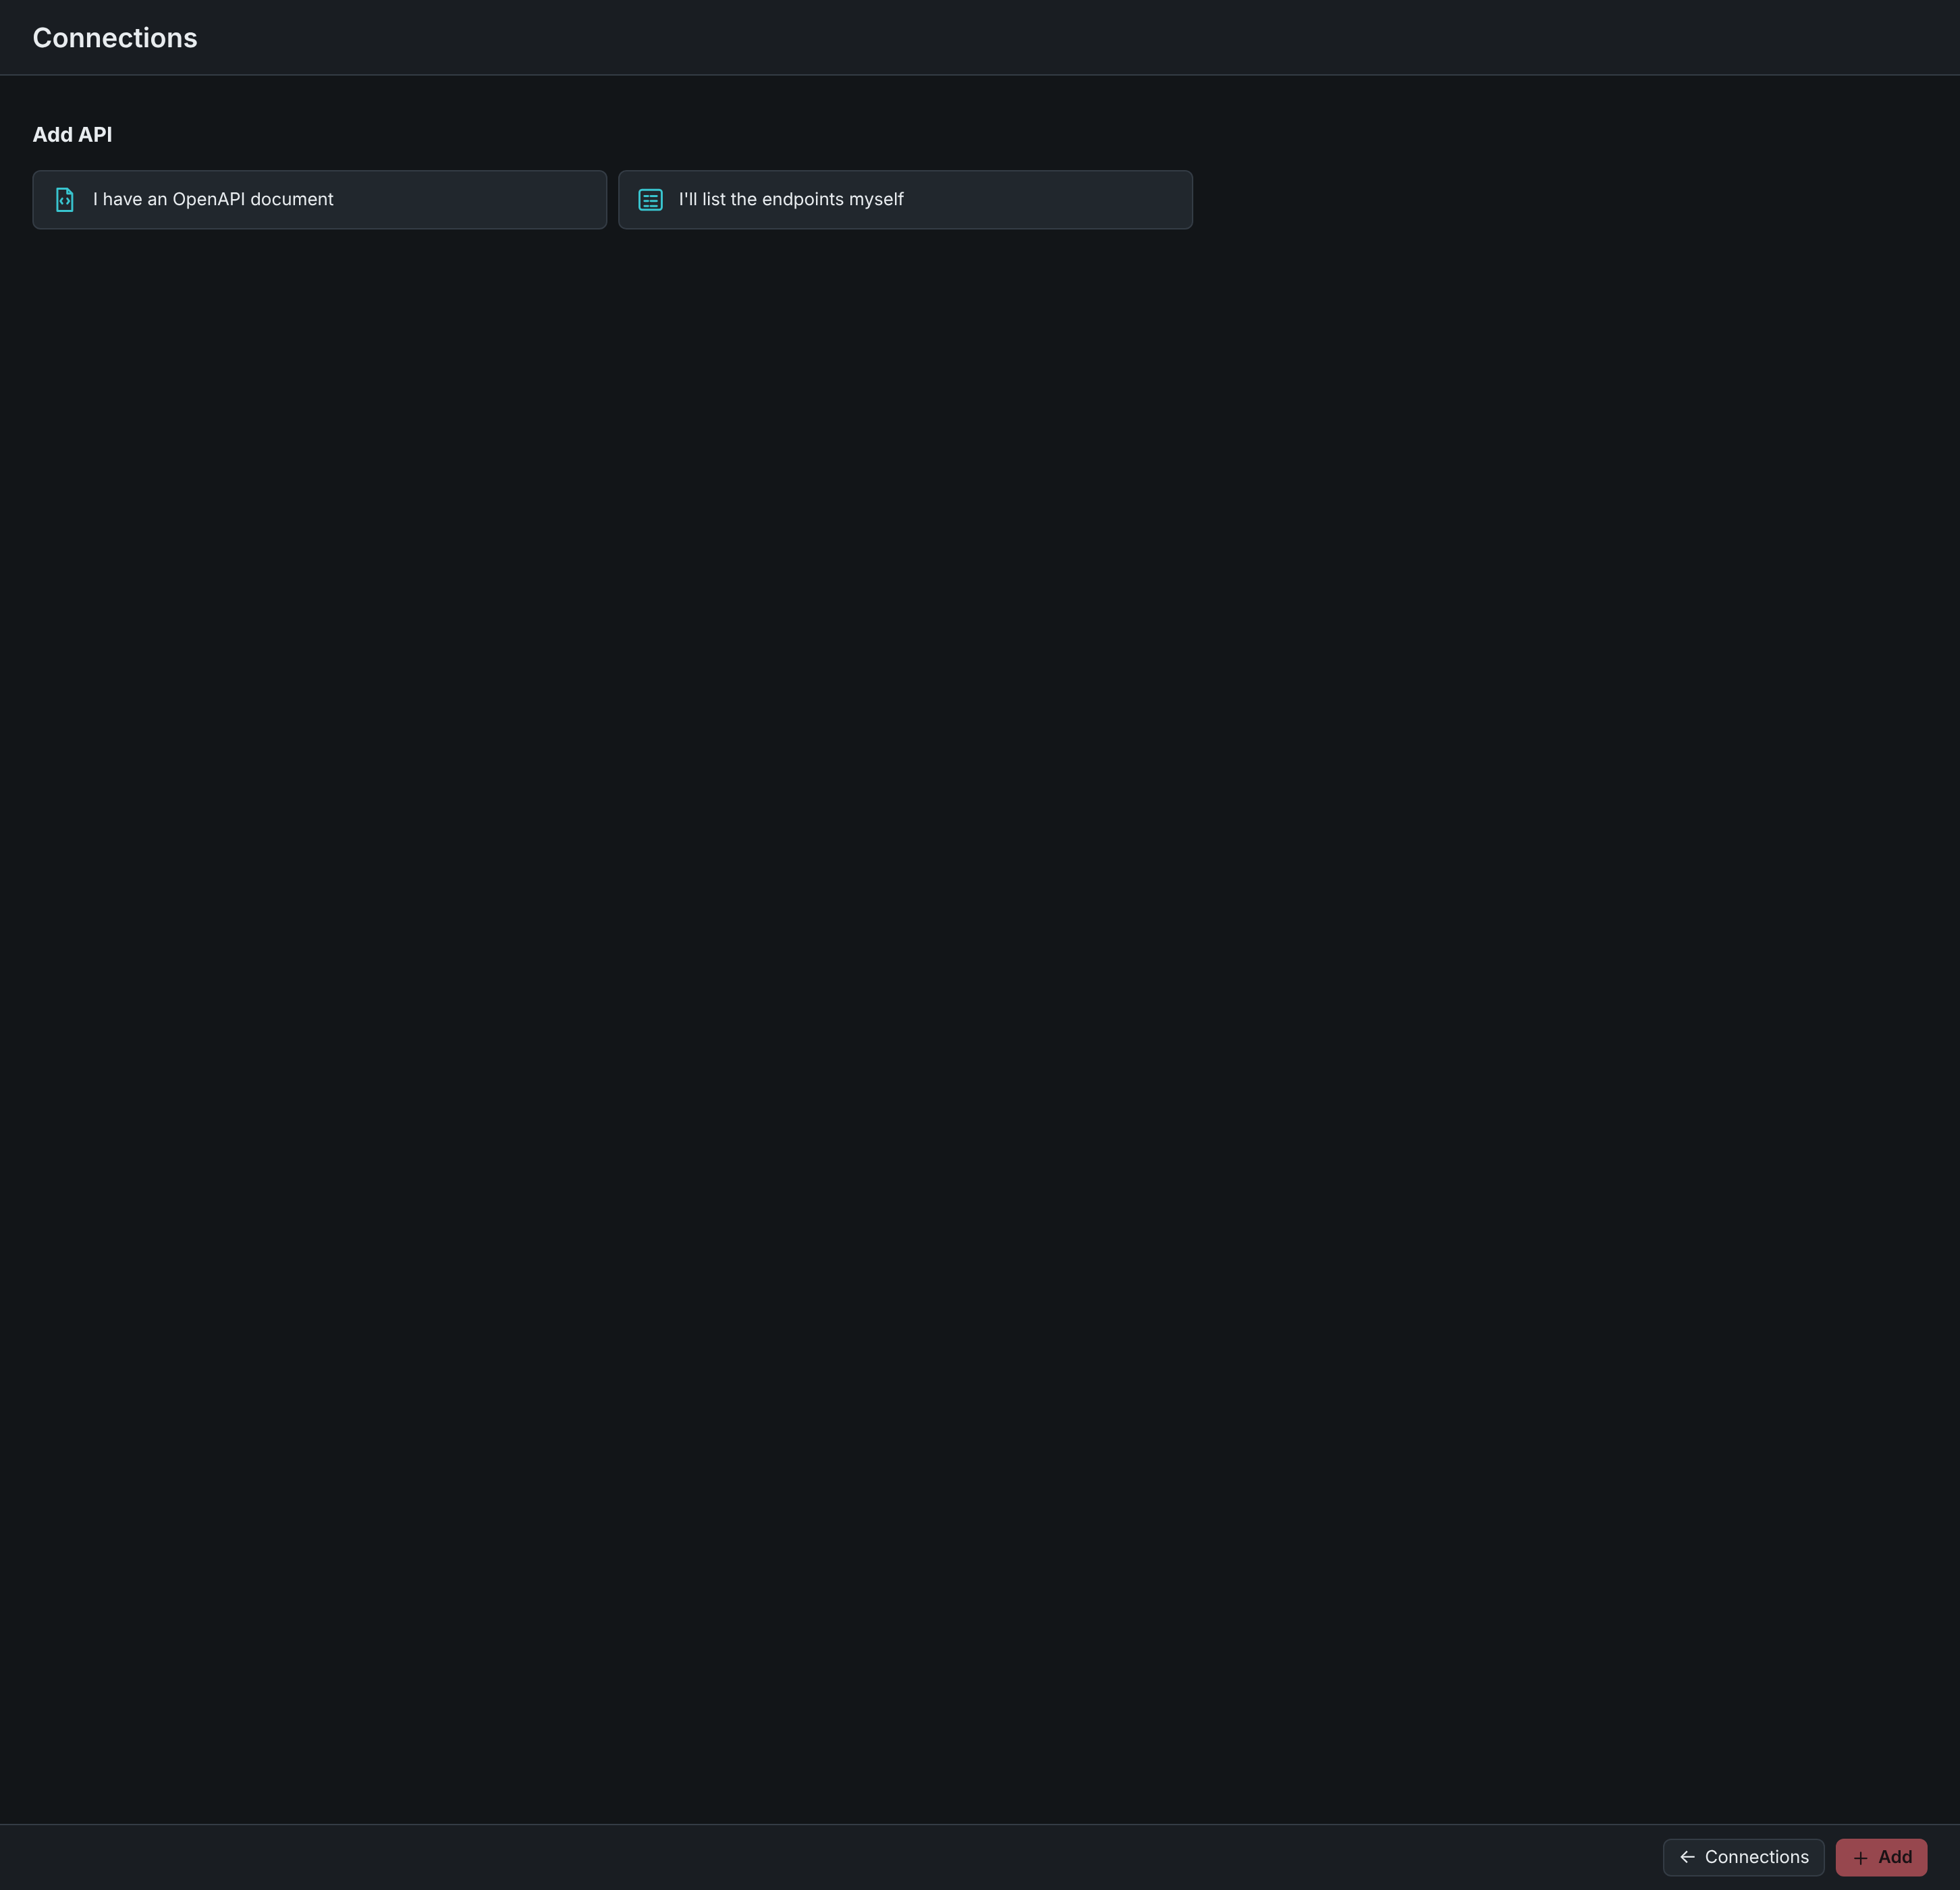 Connections
Add API
I have an OpenAPI document
I'll list the endpoints myself
Connections
Add